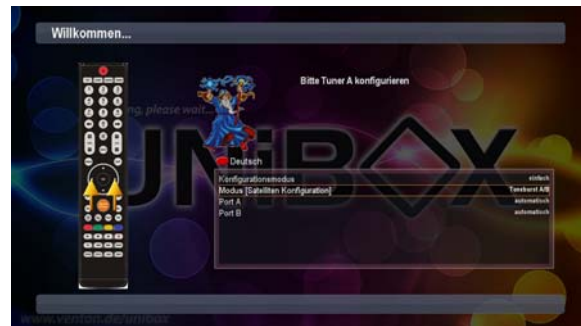 Willkommen...
Bitte Tuner A konfigurieren
ng, please wait...
UNiBOX
Deutsch
Konfigurationsmodus einfach
Modus [Satelliten Konfiguration] Toneburst A/B
Port A automatisch
Port B automatisch
www.venton.de/unibox